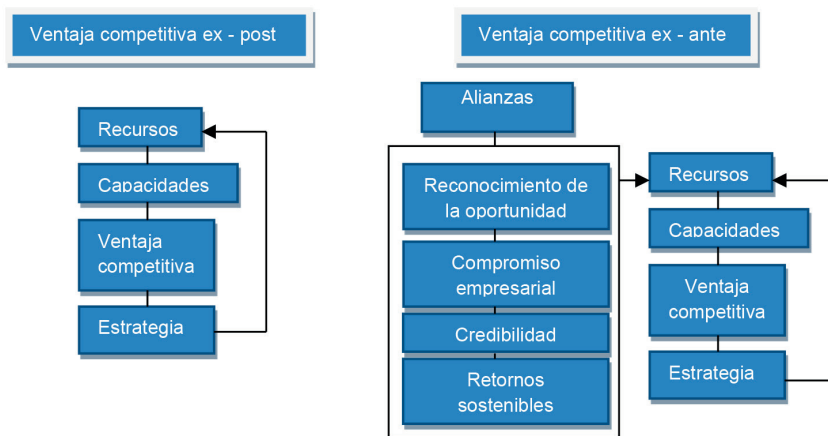 Ventaja competitiva ex - post
Recursos
Capacidades
Ventaja
competitiva
Estrategia
Ventaja competitiva ex - ante
Alianzas
Reconocimiento de
la oportunidad
Compromiso
empresarial
Credibilidad
Retornos
sostenibles
Recursos
Capacidades
Ventaja
competitiva
Estrategia